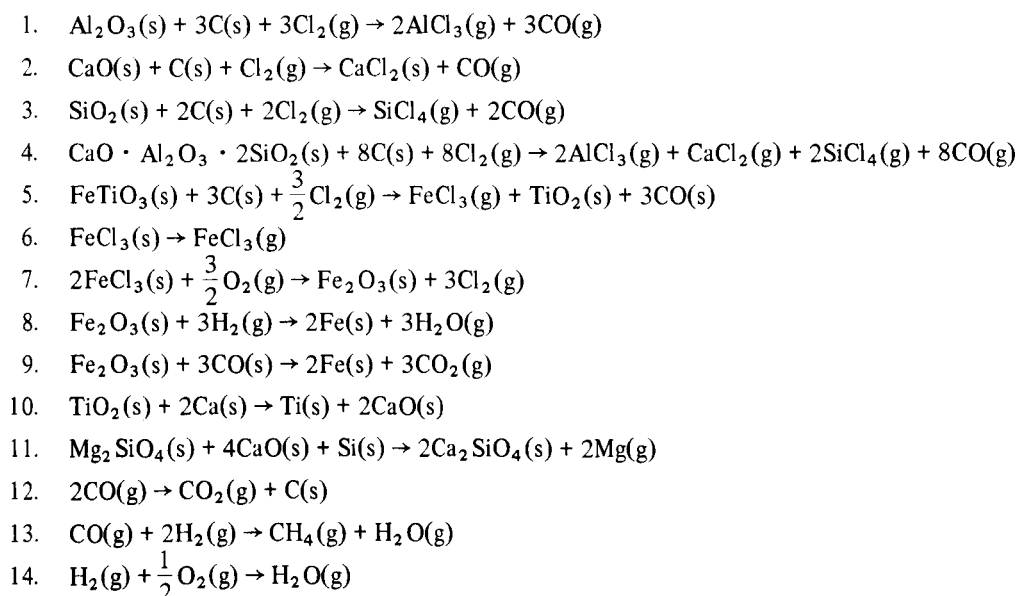 1. Al₂O₃(s) + 3C(s) + 3Cl₂(g) → 2AlCl₃(g) + 3CO(g)
2. CaO(s) + C(s) + Cl₂(g) → CaCl₂(s) + CO(g)
3. SiO₂(s) + 2C(s) + 2Cl₂(g) → SiCl₄(g) + 2CO(g)
4. CaO · Al₂O₃ · 2SiO₂(s) + 8C(s) + 8Cl₂(g) → 2AlCl₃(g) + CaCl₂(g) + 2SiCl₄(g) + 8CO(g)
5. FeTiO₃(s) + 3C(s) + 3/2 Cl₂(g) → FeCl₃(g) + TiO₂(s) + 3CO(s)
6. FeCl₃(s) → FeCl₃(g)
7. 2FeCl₃(s) + 3/2 O₂(g) → Fe₂O₃(s) + 3Cl₂(g)
8. Fe₂O₃(s) + 3H₂(g) → 2Fe(s) + 3H₂O(g)
9. Fe₂O₃(s) + 3CO(s) → 2Fe(s) + 3CO₂(g)
10. TiO₂(s) + 2Ca(s) → Ti(s) + 2CaO(s)
11. Mg₂SiO₄(s) + 4CaO(s) + Si(s) → 2Ca₂SiO₄(s) + 2Mg(g)
12. 2CO(g) → CO₂(g) + C(s)
13. CO(g) + 2H₂(g) → CH₄(g) + H₂O(g)
14. H₂(g) + 1/2 O₂(g) → H₂O(g)